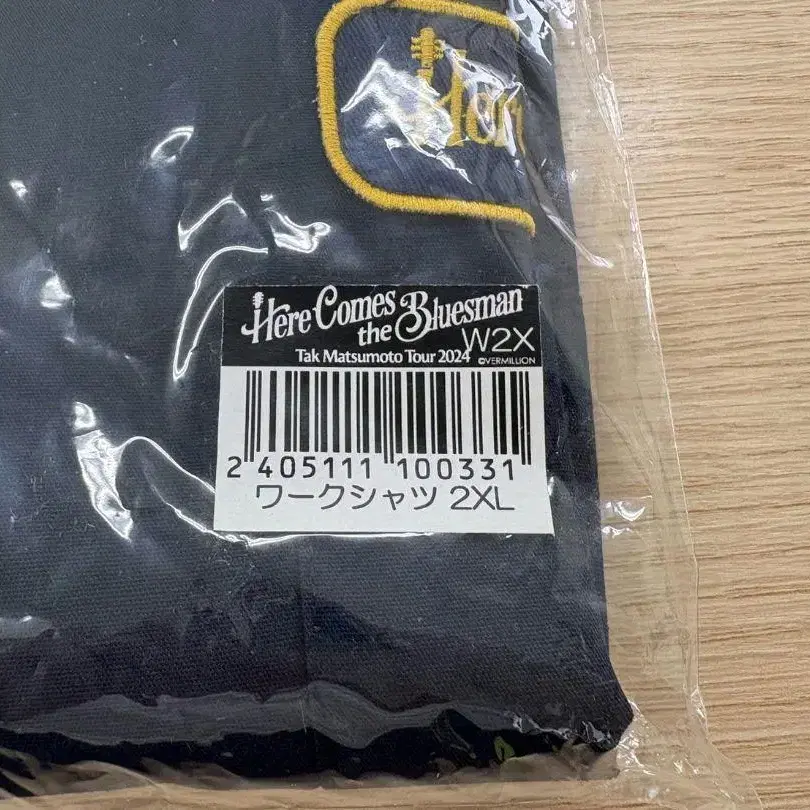 Here Comes
the Bluesman
Tak Matsumoto Tour 2024
W2X
©VERMILLION
2 405111 100331
ワークシャツ 2XL